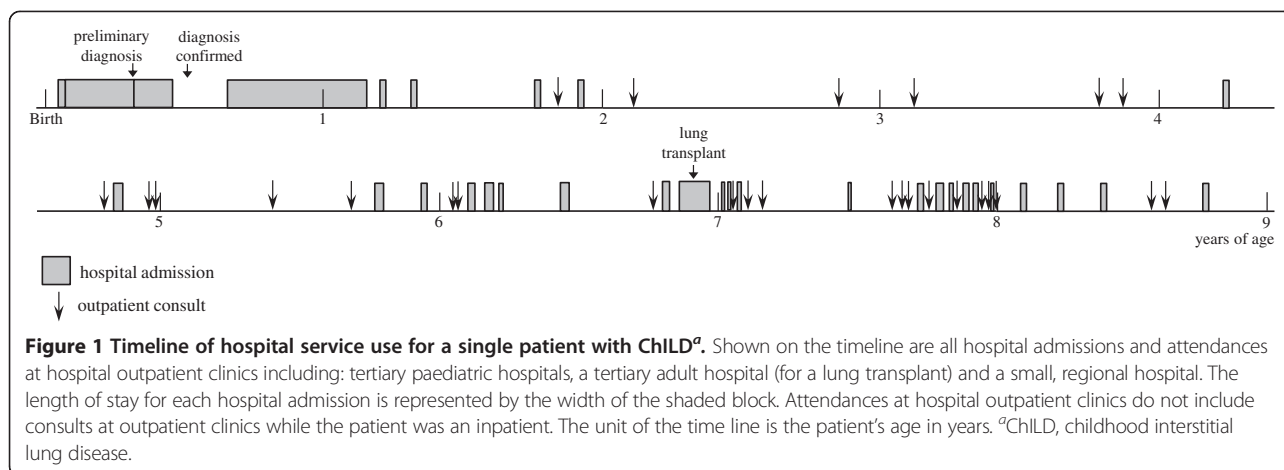 preliminary diagnosis
diagnosis confirmed
Birth 1 2 3 4
lung transplant
5 6 7 8 9
years of age
hospital admission
outpatient consult
Figure 1 Timeline of hospital service use for a single patient with ChILDa. Shown on the timeline are all hospital admissions and attendances
at hospital outpatient clinics including: tertiary paediatric hospitals, a tertiary adult hospital (for a lung transplant) and a small, regional hospital. The
length of stay for each hospital admission is represented by the width of the shaded block. Attendances at hospital outpatient clinics do not include
consults at outpatient clinics while the patient was an inpatient. The unit of the time line is the patient's age in years. aChILD, childhood interstitial
lung disease.